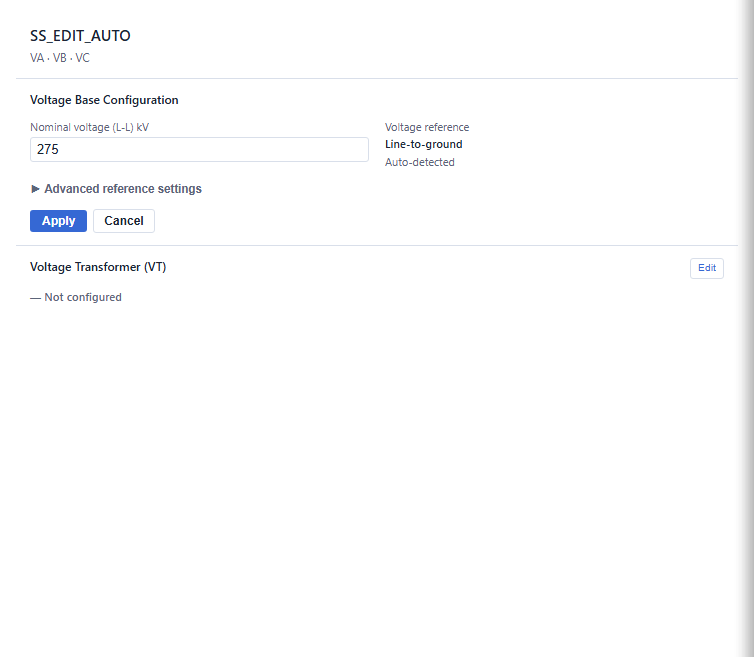 SS_EDIT_AUTO
VA · VB · VC
Voltage Base Configuration
Nominal voltage (L-L) kV
275
Voltage reference
Line-to-ground
Auto-detected
▶ Advanced reference settings
Apply
Cancel
Voltage Transformer (VT)
Edit
— Not configured